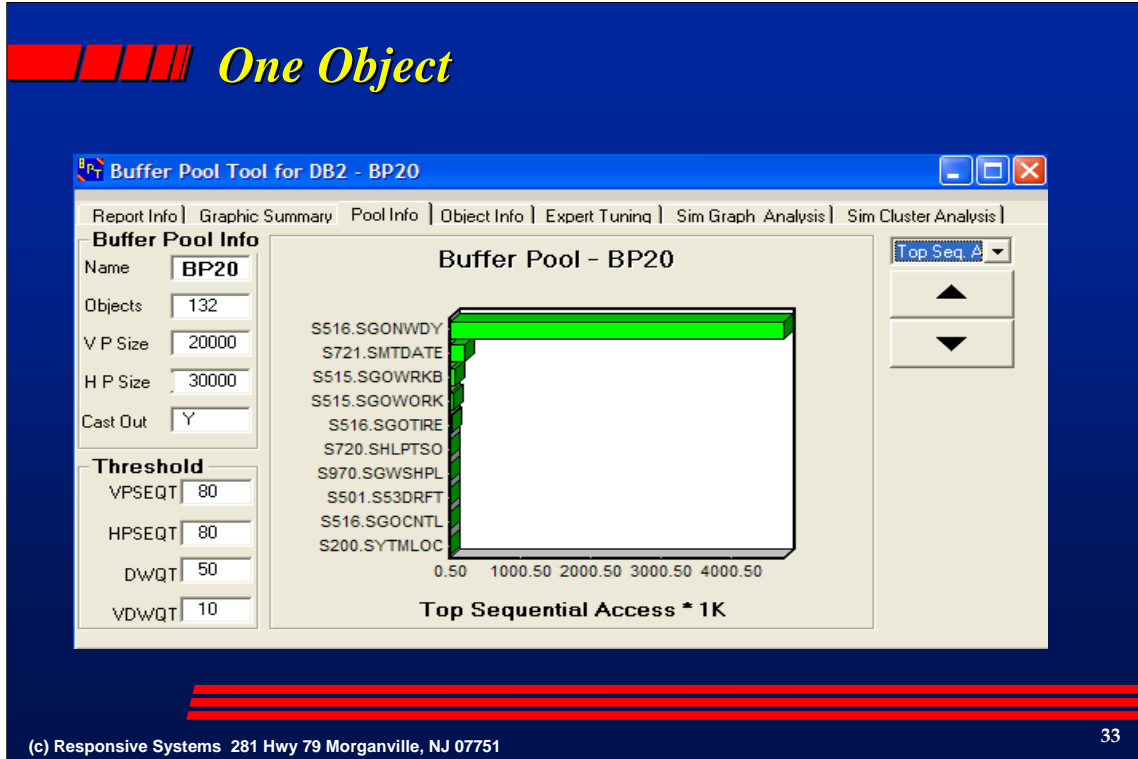 One Object
BPT Buffer Pool Tool for DB2 - BP20
Report Info Graphic Summary Pool Info Object Info Expert Tuning Sim Graph Analysis Sim Cluster Analysis
Buffer Pool Info
Name BP20
Objects 132
V P Size 20000
H P Size 30000
Cast Out Y
Threshold
VPSEQT 80
HPSEQT 80
DWQT 50
VDWQT 10
Buffer Pool - BP20
S516.SGONWDY
S721.SMTDATE
S515.SGOWRKB
S515.SGOWORK
S516.SGOTIRE
S720.SHLPTSO
S970.SGWSHPL
S501.S53DRFT
S516.SGOCNTL
S200.SYTMLOC
0.50 1000.50 2000.50 3000.50 4000.50
Top Sequential Access * 1K
Top Seq. A
(c) Responsive Systems 281 Hwy 79 Morganville, NJ 07751
33